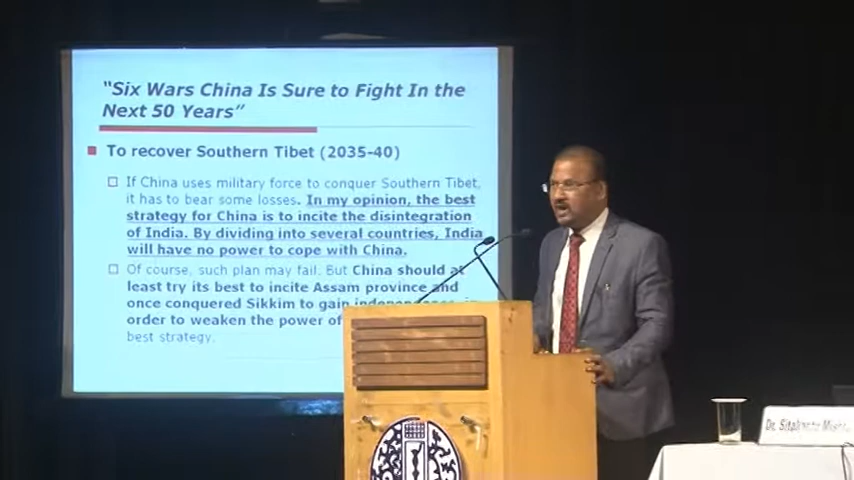 "Six Wars China Is Sure to Fight In the
Next 50 Years"
To recover Southern Tibet (2035-40)
If China uses military force to conquer Southern Tibet,
it has to bear some losses. In my opinion, the best
strategy for China is to incite the disintegration
of India. By dividing into several countries, India
will have no power to cope with China.
Of course, such plan may fail. But China should at
least try its best to incite Assam province and
once conquered Sikkim to gain
order to weaken the power of
best strategy.
Dr.